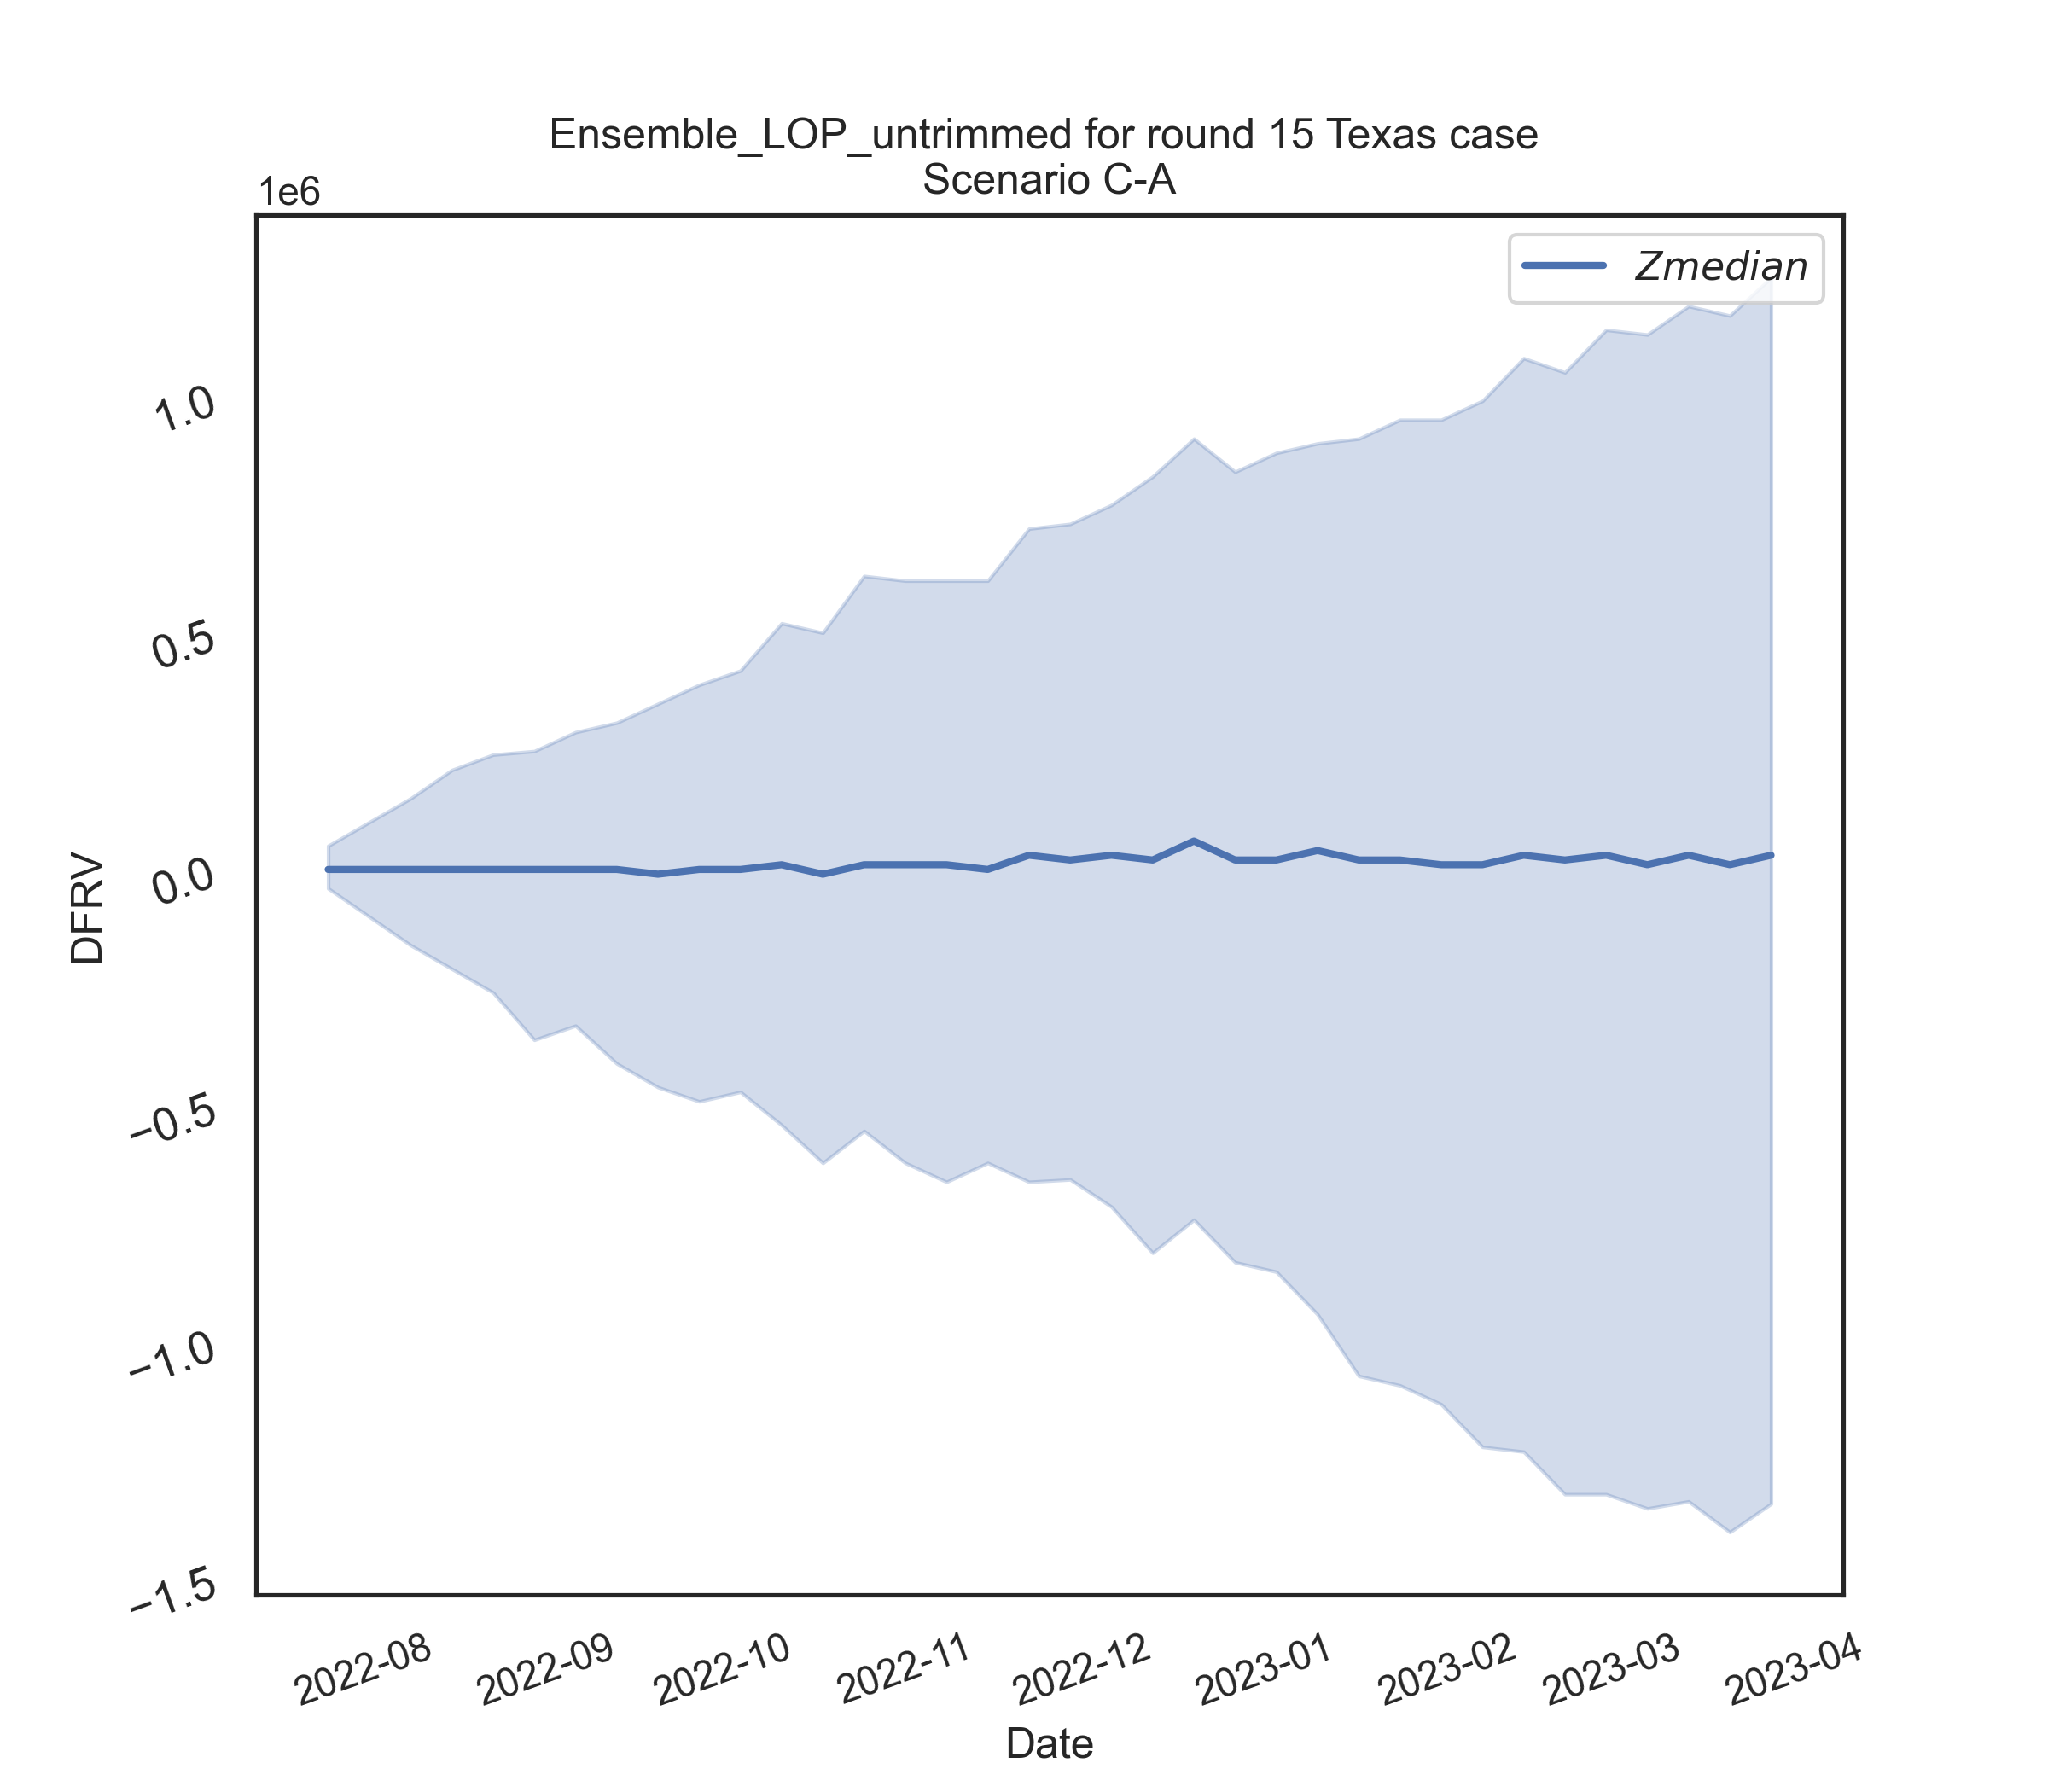 Ensemble_LOP_untrimmed for round 15 Texas case
Scenario C-A
1e6
Zmedian
1.0
0.5
0.0
−0.5
−1.0
−1.5
DFRV
2022-08
2022-09
2022-10
2022-11
2022-12
2023-01
2023-02
2023-03
2023-04
Date